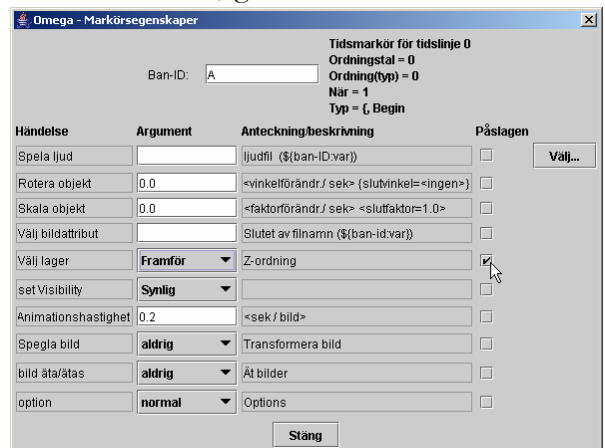 Omega - Markörsegenskaper
Tidsmarkör för tidslinje 0
Ordningstal = 0
Ban-ID: A Ordning(typ) = 0
När = 1
Typ = {, Begin
Händelse Argument Anteckning/beskrivning Påslagen
Spela ljud ljudfil (${ban-ID:var}) Välj...
Rotera objekt 0.0 <vinkelförändr./ sek> {slutvinkel=<ingen>}
Skala objekt 0.0 <faktorförändr./ sek> <slutfaktor=1.0>
Välj bildattribut Slutet av filnamn (${ban-id:var})
Välj lager Framför Z-ordning
set Visibility Synlig
Animationshastighet 0.2 <sek / bild>
Spegla bild aldrig Transformera bild
bild äta/ätas aldrig Ät bilder
option normal Options
Stäng